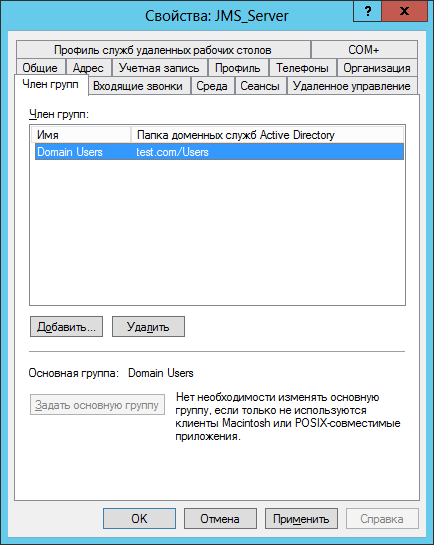 Свойства: JMS_Server
?
x
Профиль служб удаленных рабочих столов
COM+
Общие
Адрес
Учетная запись
Профиль
Телефоны
Организация
Член групп
Входящие звонки
Среда
Сеансы
Удаленное управление
Член групп:
Имя
Папка доменных служб Active Directory
Domain Users
test.com/Users
Добавить...
Удалить
Основная группа:
Domain Users
Задать основную группу
Нет необходимости изменять основную
группу, если только не используются
клиенты Macintosh или POSIX-совместимые
приложения.
OK
Отмена
Применить
Справка